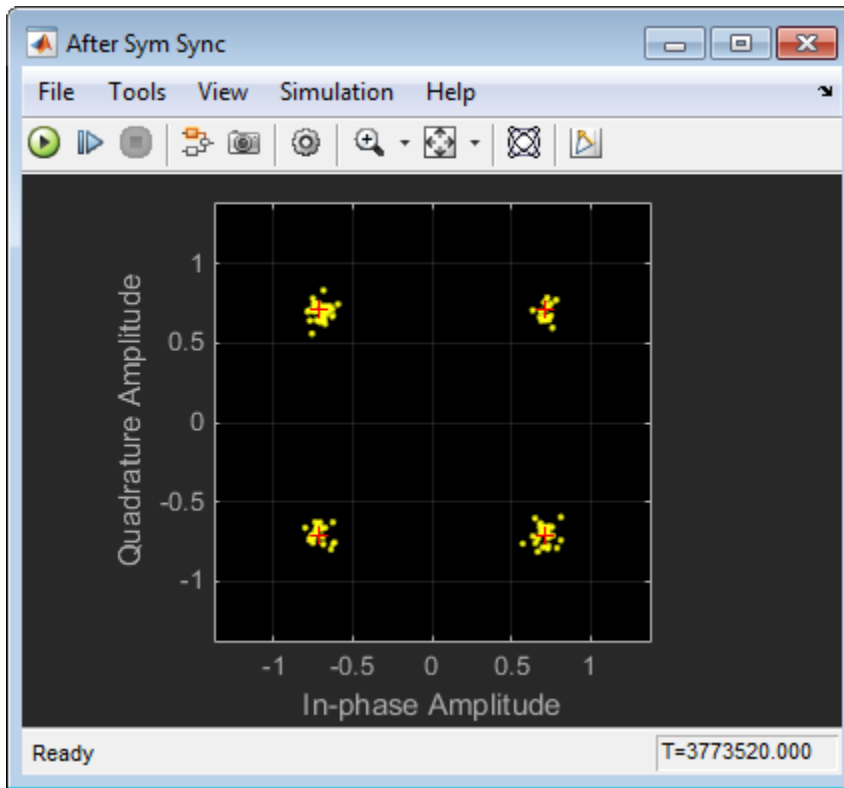 After Sym Sync
File Tools View Simulation Help
Quadrature Amplitude
1
0.5
0
-0.5
-1
-1 -0.5 0 0.5 1
In-phase Amplitude
Ready T=3773520.000